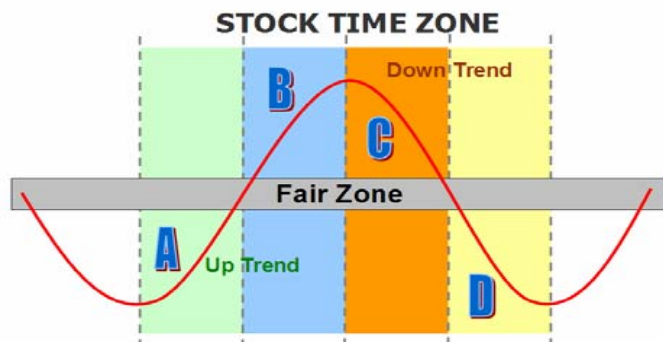 STOCK TIME ZONE
Down Trend
B
C
Fair Zone
A
Up Trend
D